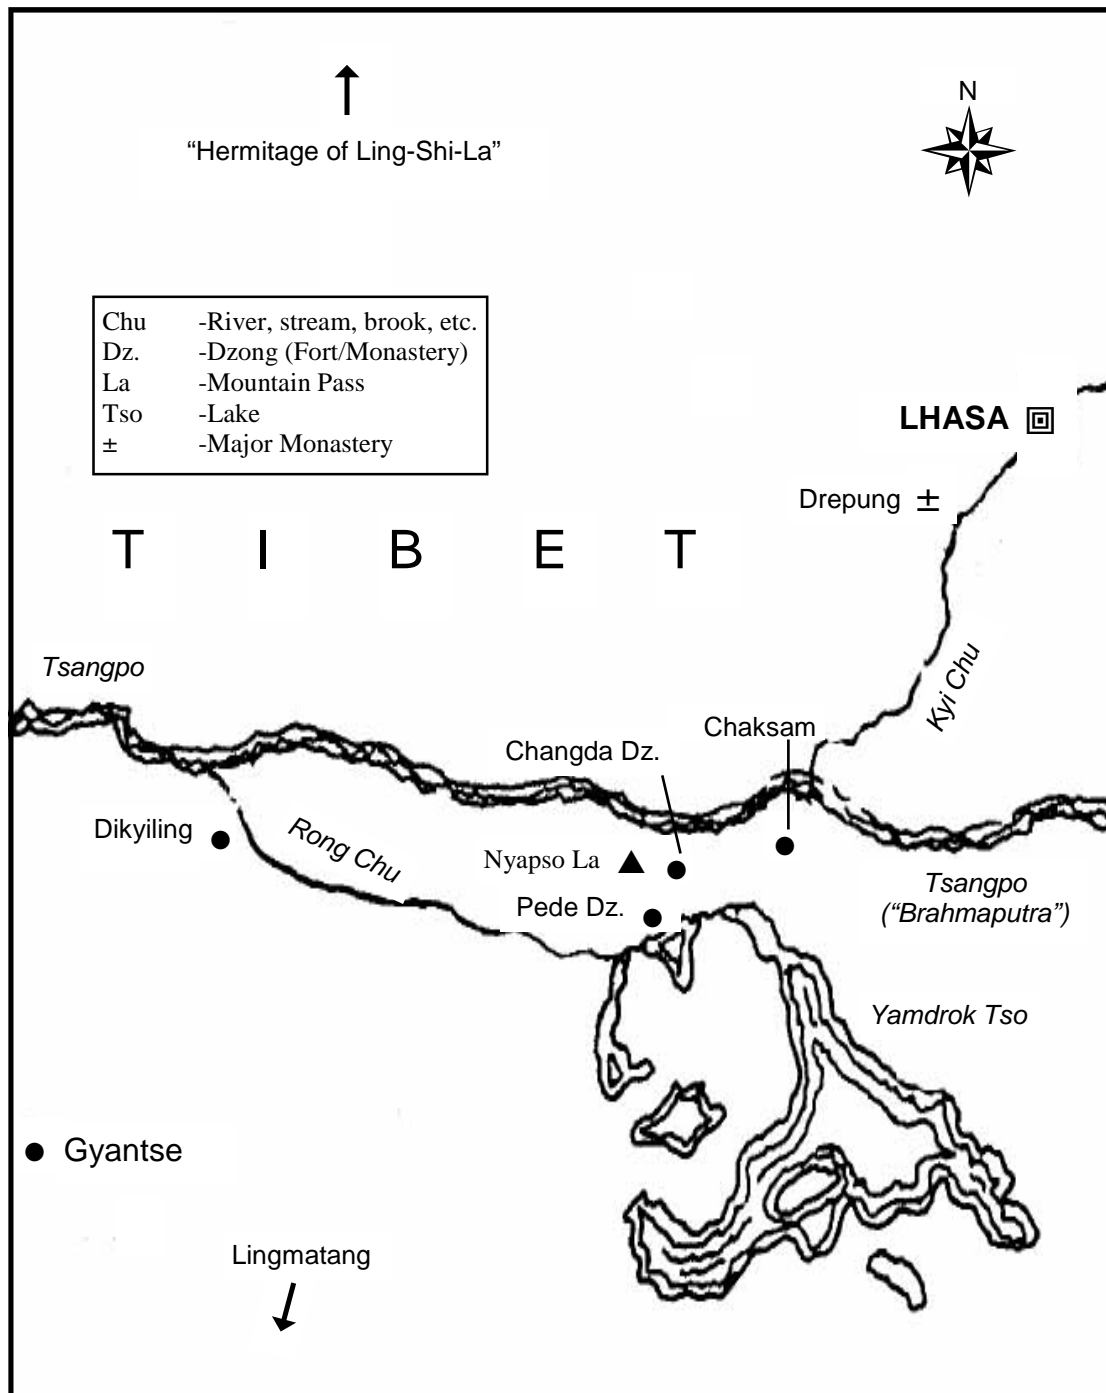 N
“Hermitage of Ling-Shi-La”
Chu -River, stream, brook, etc.
Dz. -Dzong (Fort/Monastery)
La -Mountain Pass
Tso -Lake
± -Major Monastery
LHASA
Drepung ±
T I B E T
Tsangpo
Kyi Chu
Chaksam
Changda Dz.
Dikyiling
Rong Chu
Nyapso La
Pede Dz.
Tsangpo
(“Brahmaputra”)
Yamdrok Tso
Gyantse
Lingmatang